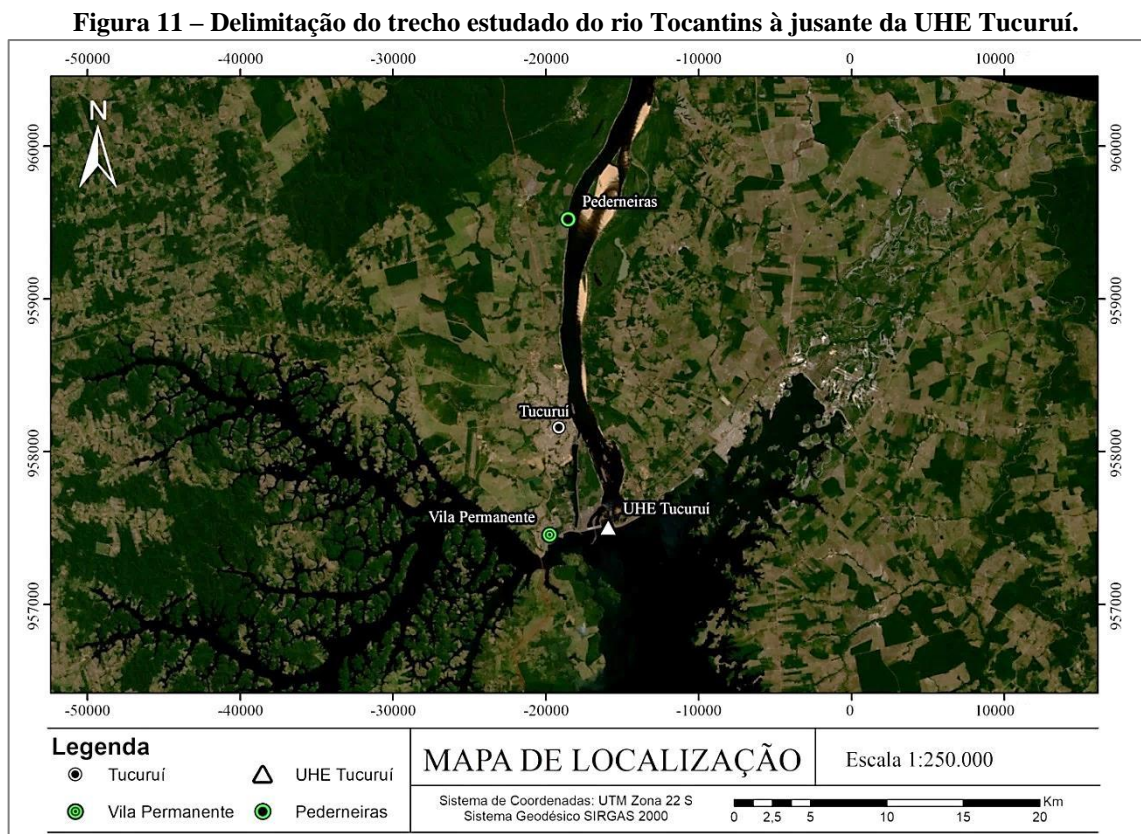 Figura 11 – Delimitação do trecho estudado do rio Tocantins à jusante da UHE Tucuruí.
-50000 -40000 -30000 -20000 -10000 0 10000
N
960000 960000
Pederneiras
959000 959000
Tucuruí
958000 958000
Vila Permanente UHE Tucuruí
957000 957000
-50000 -40000 -30000 -20000 -10000 0 10000
Legenda
Tucuruí UHE Tucuruí
Vila Permanente Pederneiras
MAPA DE LOCALIZAÇÃO
Sistema de Coordenadas: UTM Zona 22 S
Sistema Geodésico SIRGAS 2000
Escala 1:250.000
Km
0 2,5 5 10 15 20